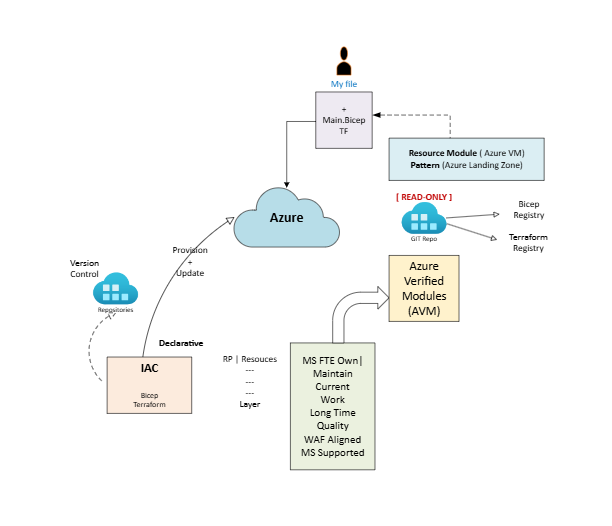 My file
+
Main.Bicep
TF
Resource Module ( Azure VM)
Pattern (Azure Landing Zone)
[ READ-ONLY ]
GIT Repo
Bicep
Registry
Terraform
Registry
Azure
Provision
+
Update
Version
Control
Repositories
Azure
Verified
Modules
(AVM)
Declarative
IAC
Bicep
Terraform
RP | Resouces
---
---
---
Layer
MS FTE Own|
Maintain
Current
Work
Long Time
Quality
WAF Aligned
MS Supported